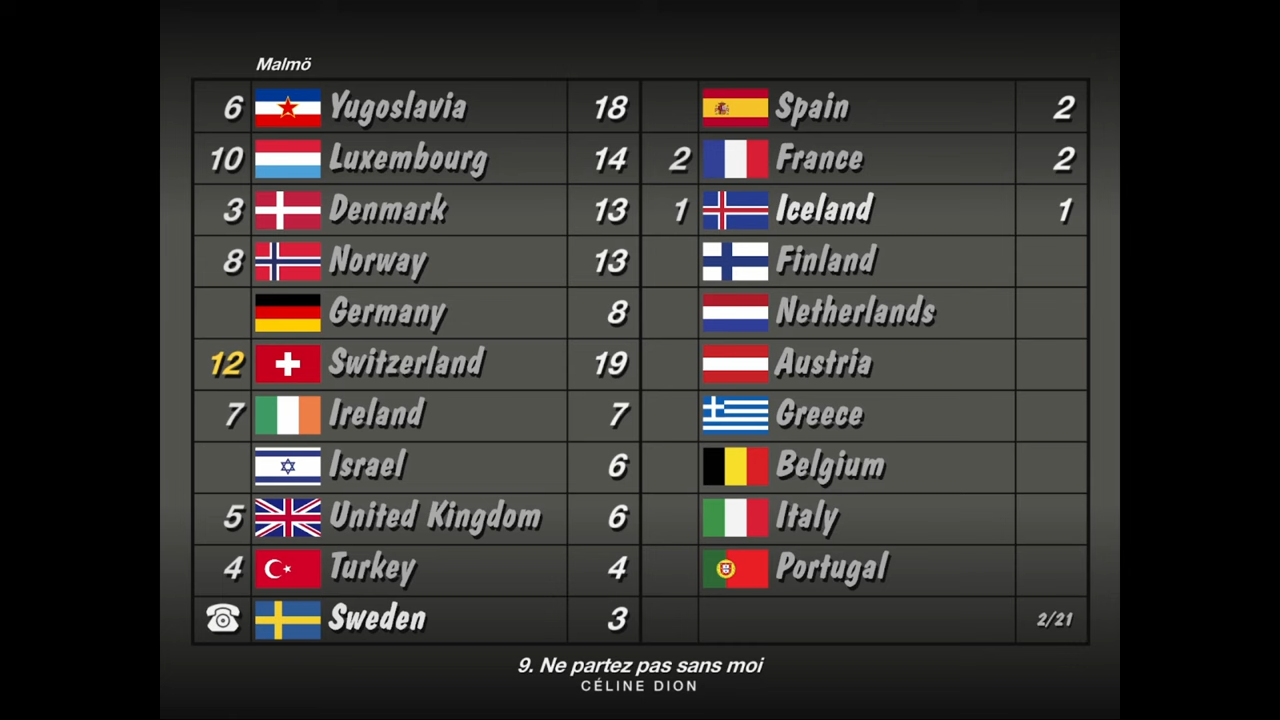 Malmö
6 Yugoslavia 18
10 Luxembourg 14
3 Denmark 13
8 Norway 13
Germany 8
12 Switzerland 19
7 Ireland 7
Israel 6
5 United Kingdom 6
4 Turkey 4
Sweden 3
Spain 2
2 France 2
1 Iceland 1
Finland
Netherlands
Austria
Greece
Belgium
Italy
Portugal
2/21
9. Ne partez pas sans moi
CÉLINE DION